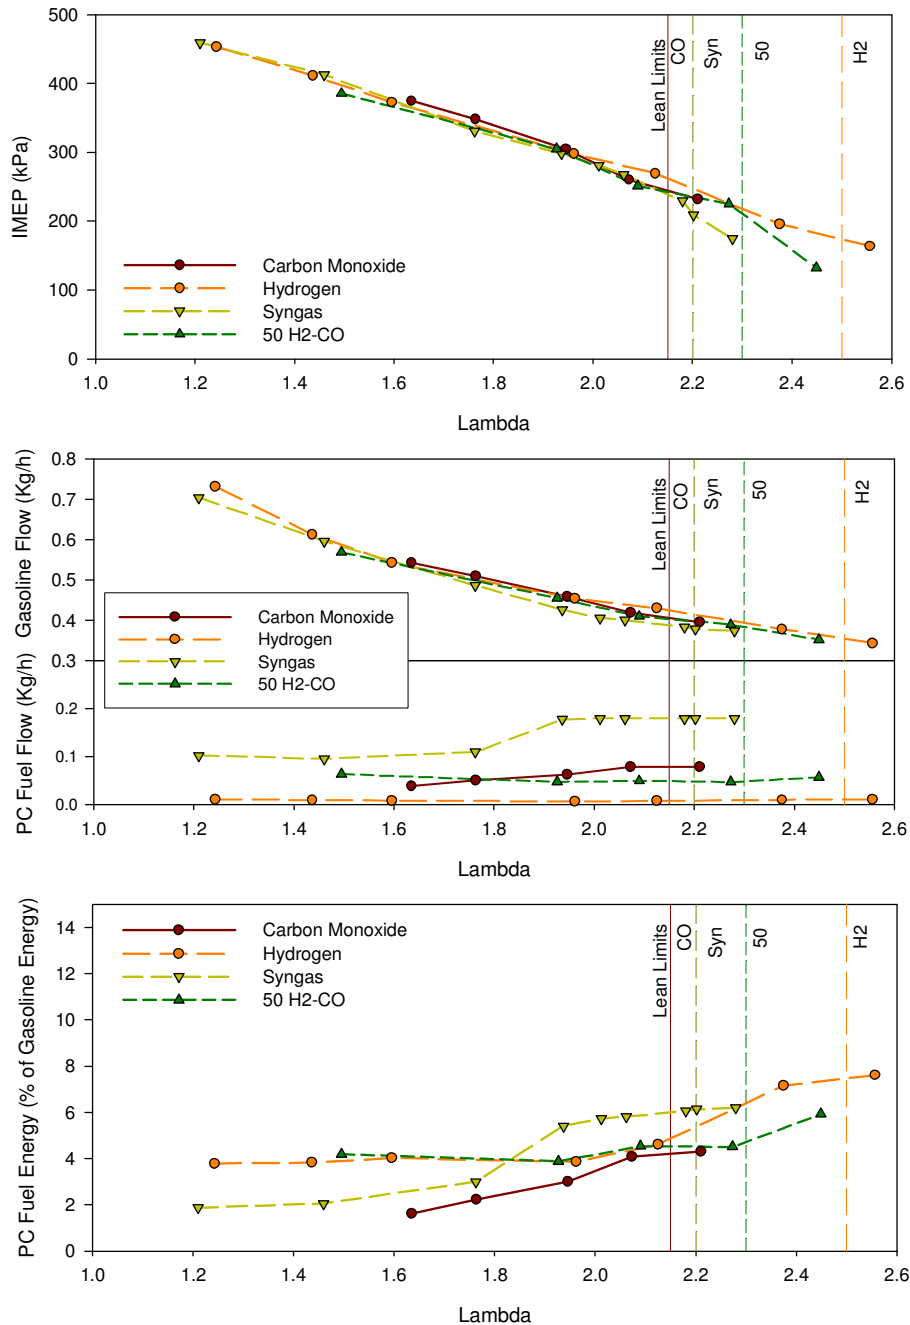 500
400
300
200
100
0
IMEP (kPa)
Lean Limits
CO
Syn
50
H2
Carbon Monoxide
Hydrogen
Syngas
50 H2-CO
1.0 1.2 1.4 1.6 1.8 2.0 2.2 2.4 2.6
Lambda
0.8
0.7
0.6
0.5
0.4
0.3
0.2
0.1
0.0
Gasoline Flow (Kg/h)
PC Fuel Flow (Kg/h)
Lean Limits
CO
Syn
50
H2
Carbon Monoxide
Hydrogen
Syngas
50 H2-CO
1.0 1.2 1.4 1.6 1.8 2.0 2.2 2.4 2.6
Lambda
14
12
10
8
6
4
2
0
PC Fuel Energy (% of Gasoline Energy)
Lean Limits
CO
Syn
50
H2
Carbon Monoxide
Hydrogen
Syngas
50 H2-CO
1.0 1.2 1.4 1.6 1.8 2.0 2.2 2.4 2.6
Lambda